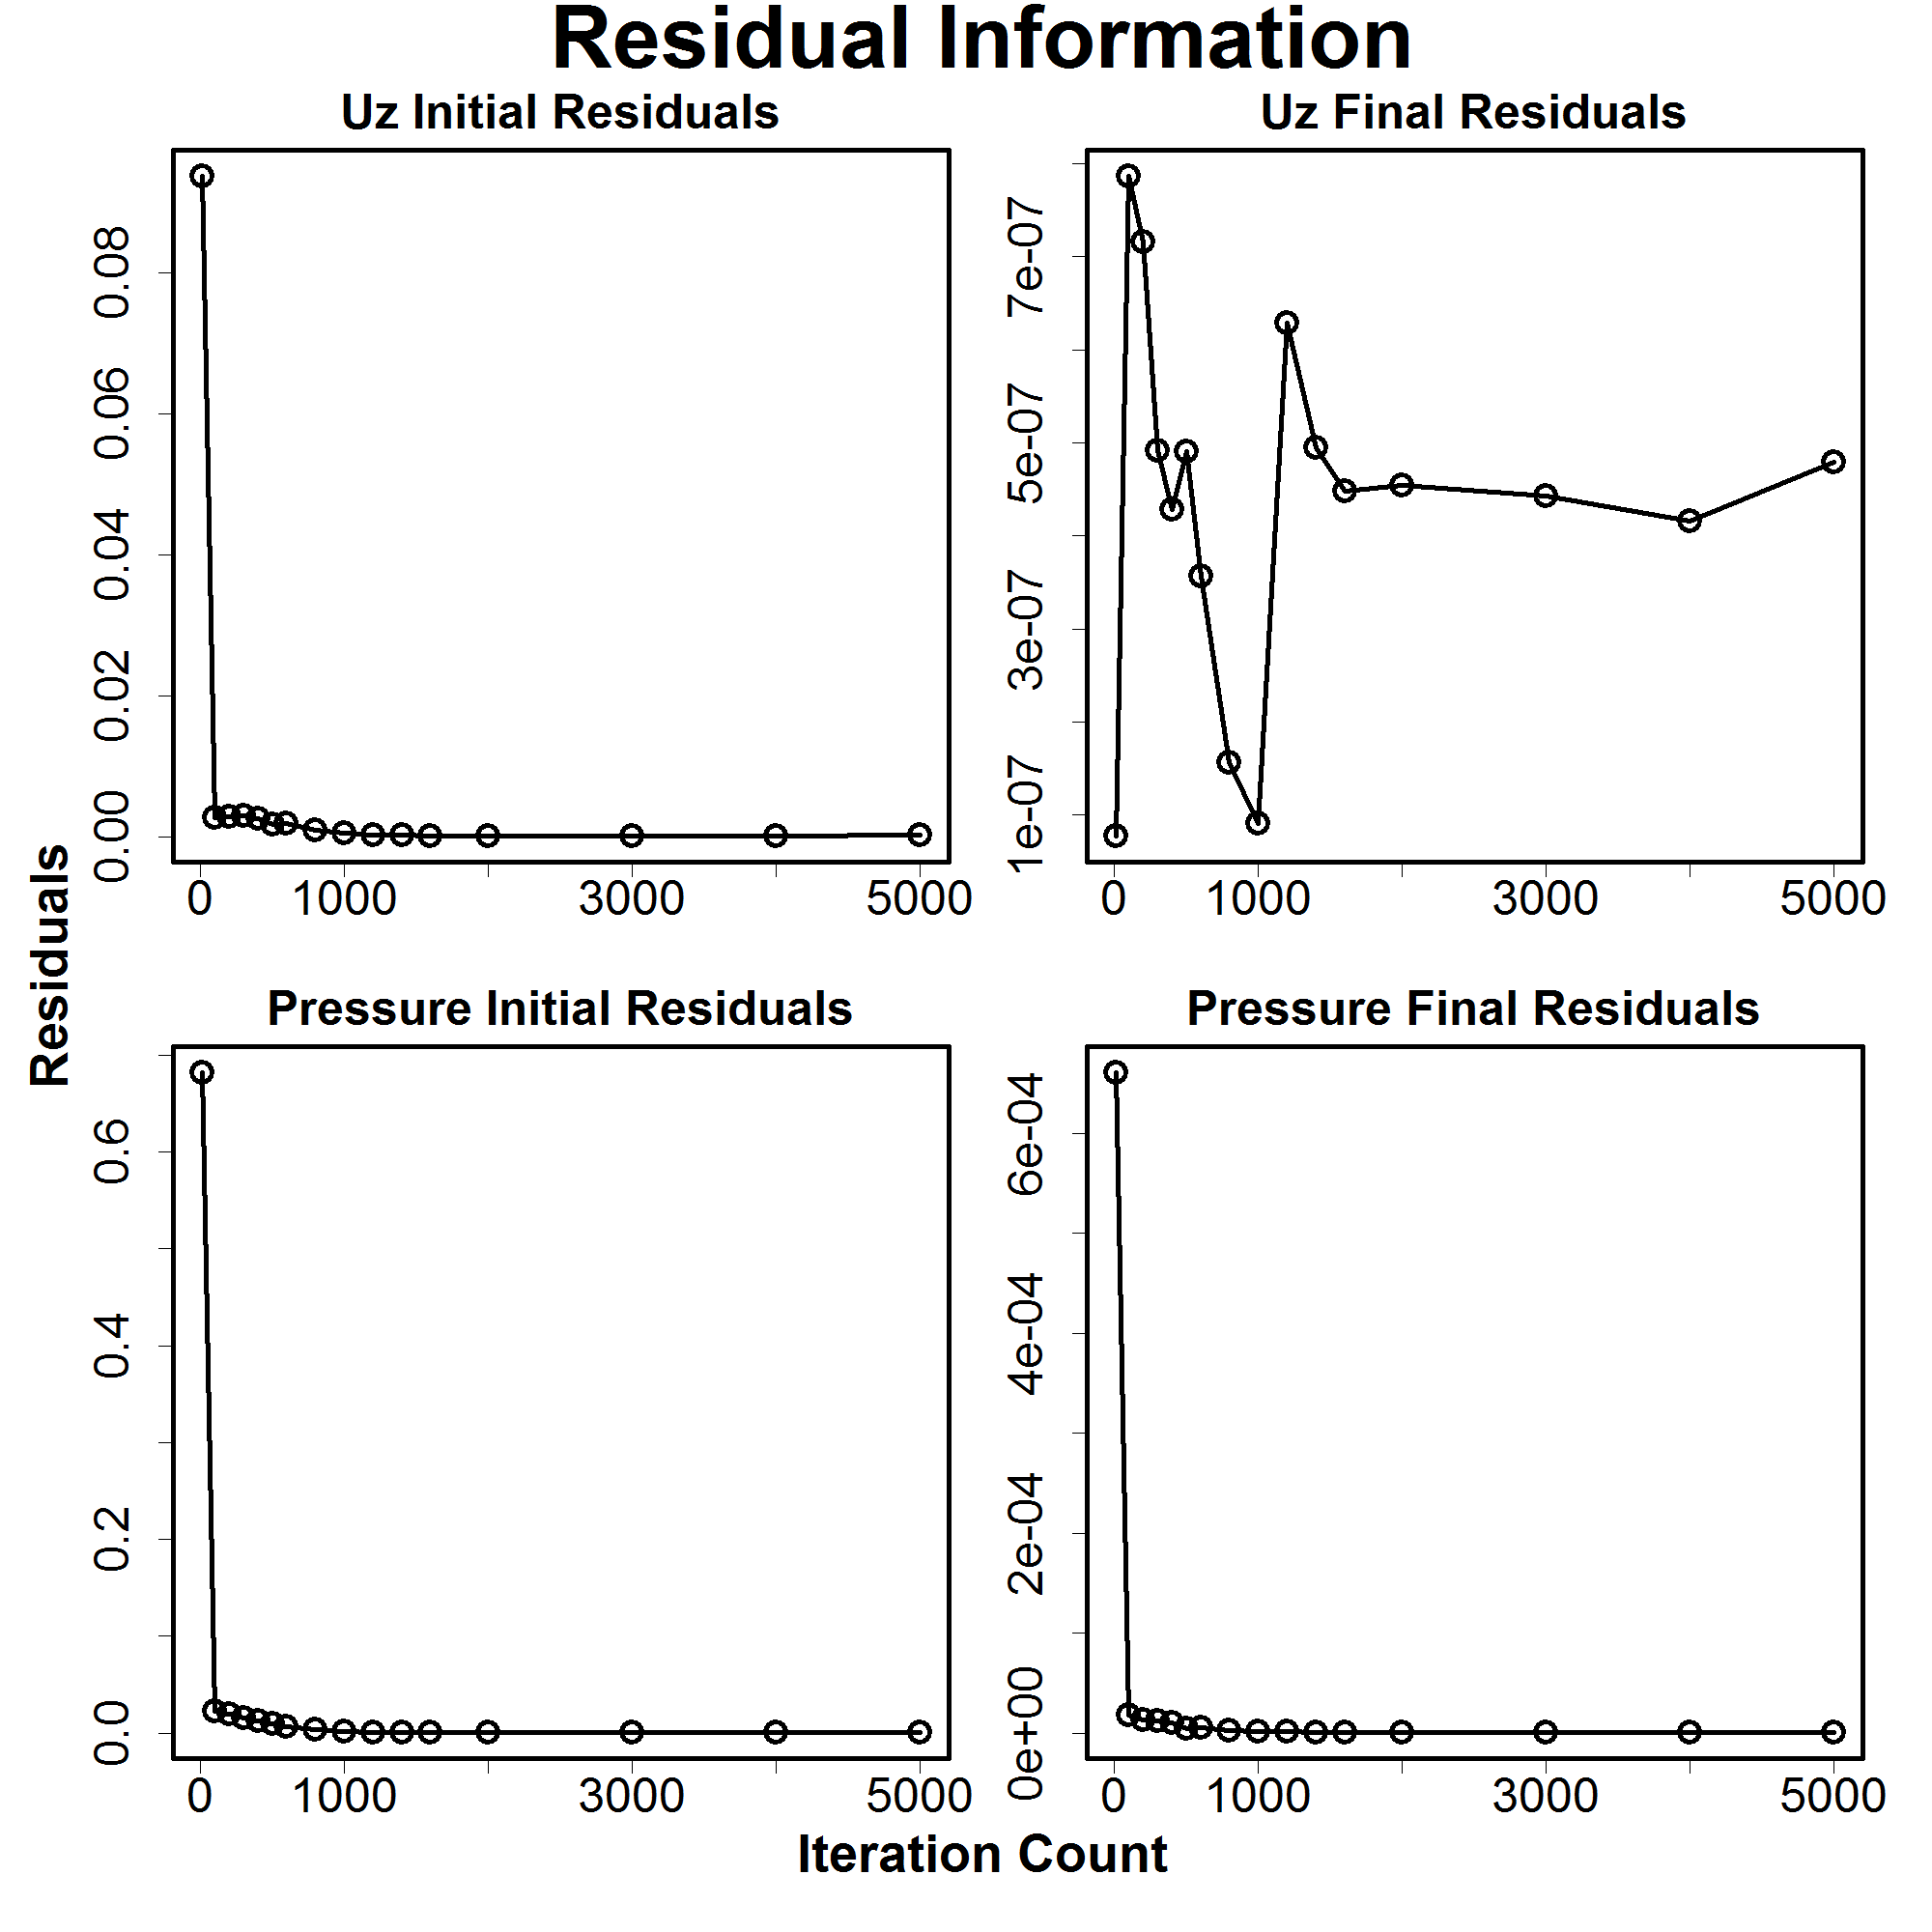 Residual Information
Uz Initial Residuals
0.00 0.02 0.04 0.06 0.08
0 1000 3000 5000
Uz Final Residuals
1e-07 3e-07 5e-07 7e-07
0 1000 3000 5000
Residuals
Pressure Initial Residuals
0.0 0.2 0.4 0.6
0 1000 3000 5000
Pressure Final Residuals
0e+00 2e-04 4e-04 6e-04
0 1000 3000 5000
Iteration Count